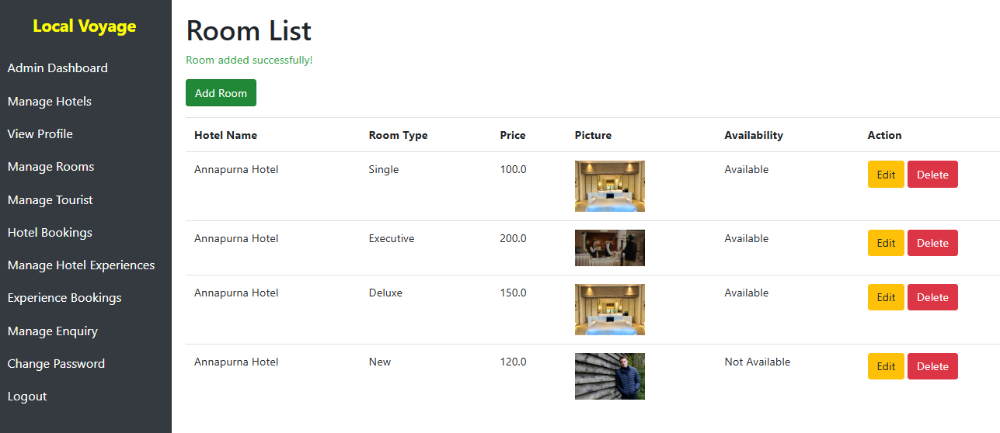 Local Voyage
Admin Dashboard
Manage Hotels
View Profile
Manage Rooms
Manage Tourist
Hotel Bookings
Manage Hotel Experiences
Experience Bookings
Manage Enquiry
Change Password
Logout
Room List
Room added successfully!
Add Room
Hotel Name Room Type Price Picture Availability Action
Annapurna Hotel Single 100.0 Available Edit Delete
Annapurna Hotel Executive 200.0 Available Edit Delete
Annapurna Hotel Deluxe 150.0 Available Edit Delete
Annapurna Hotel New 120.0 Not Available Edit Delete